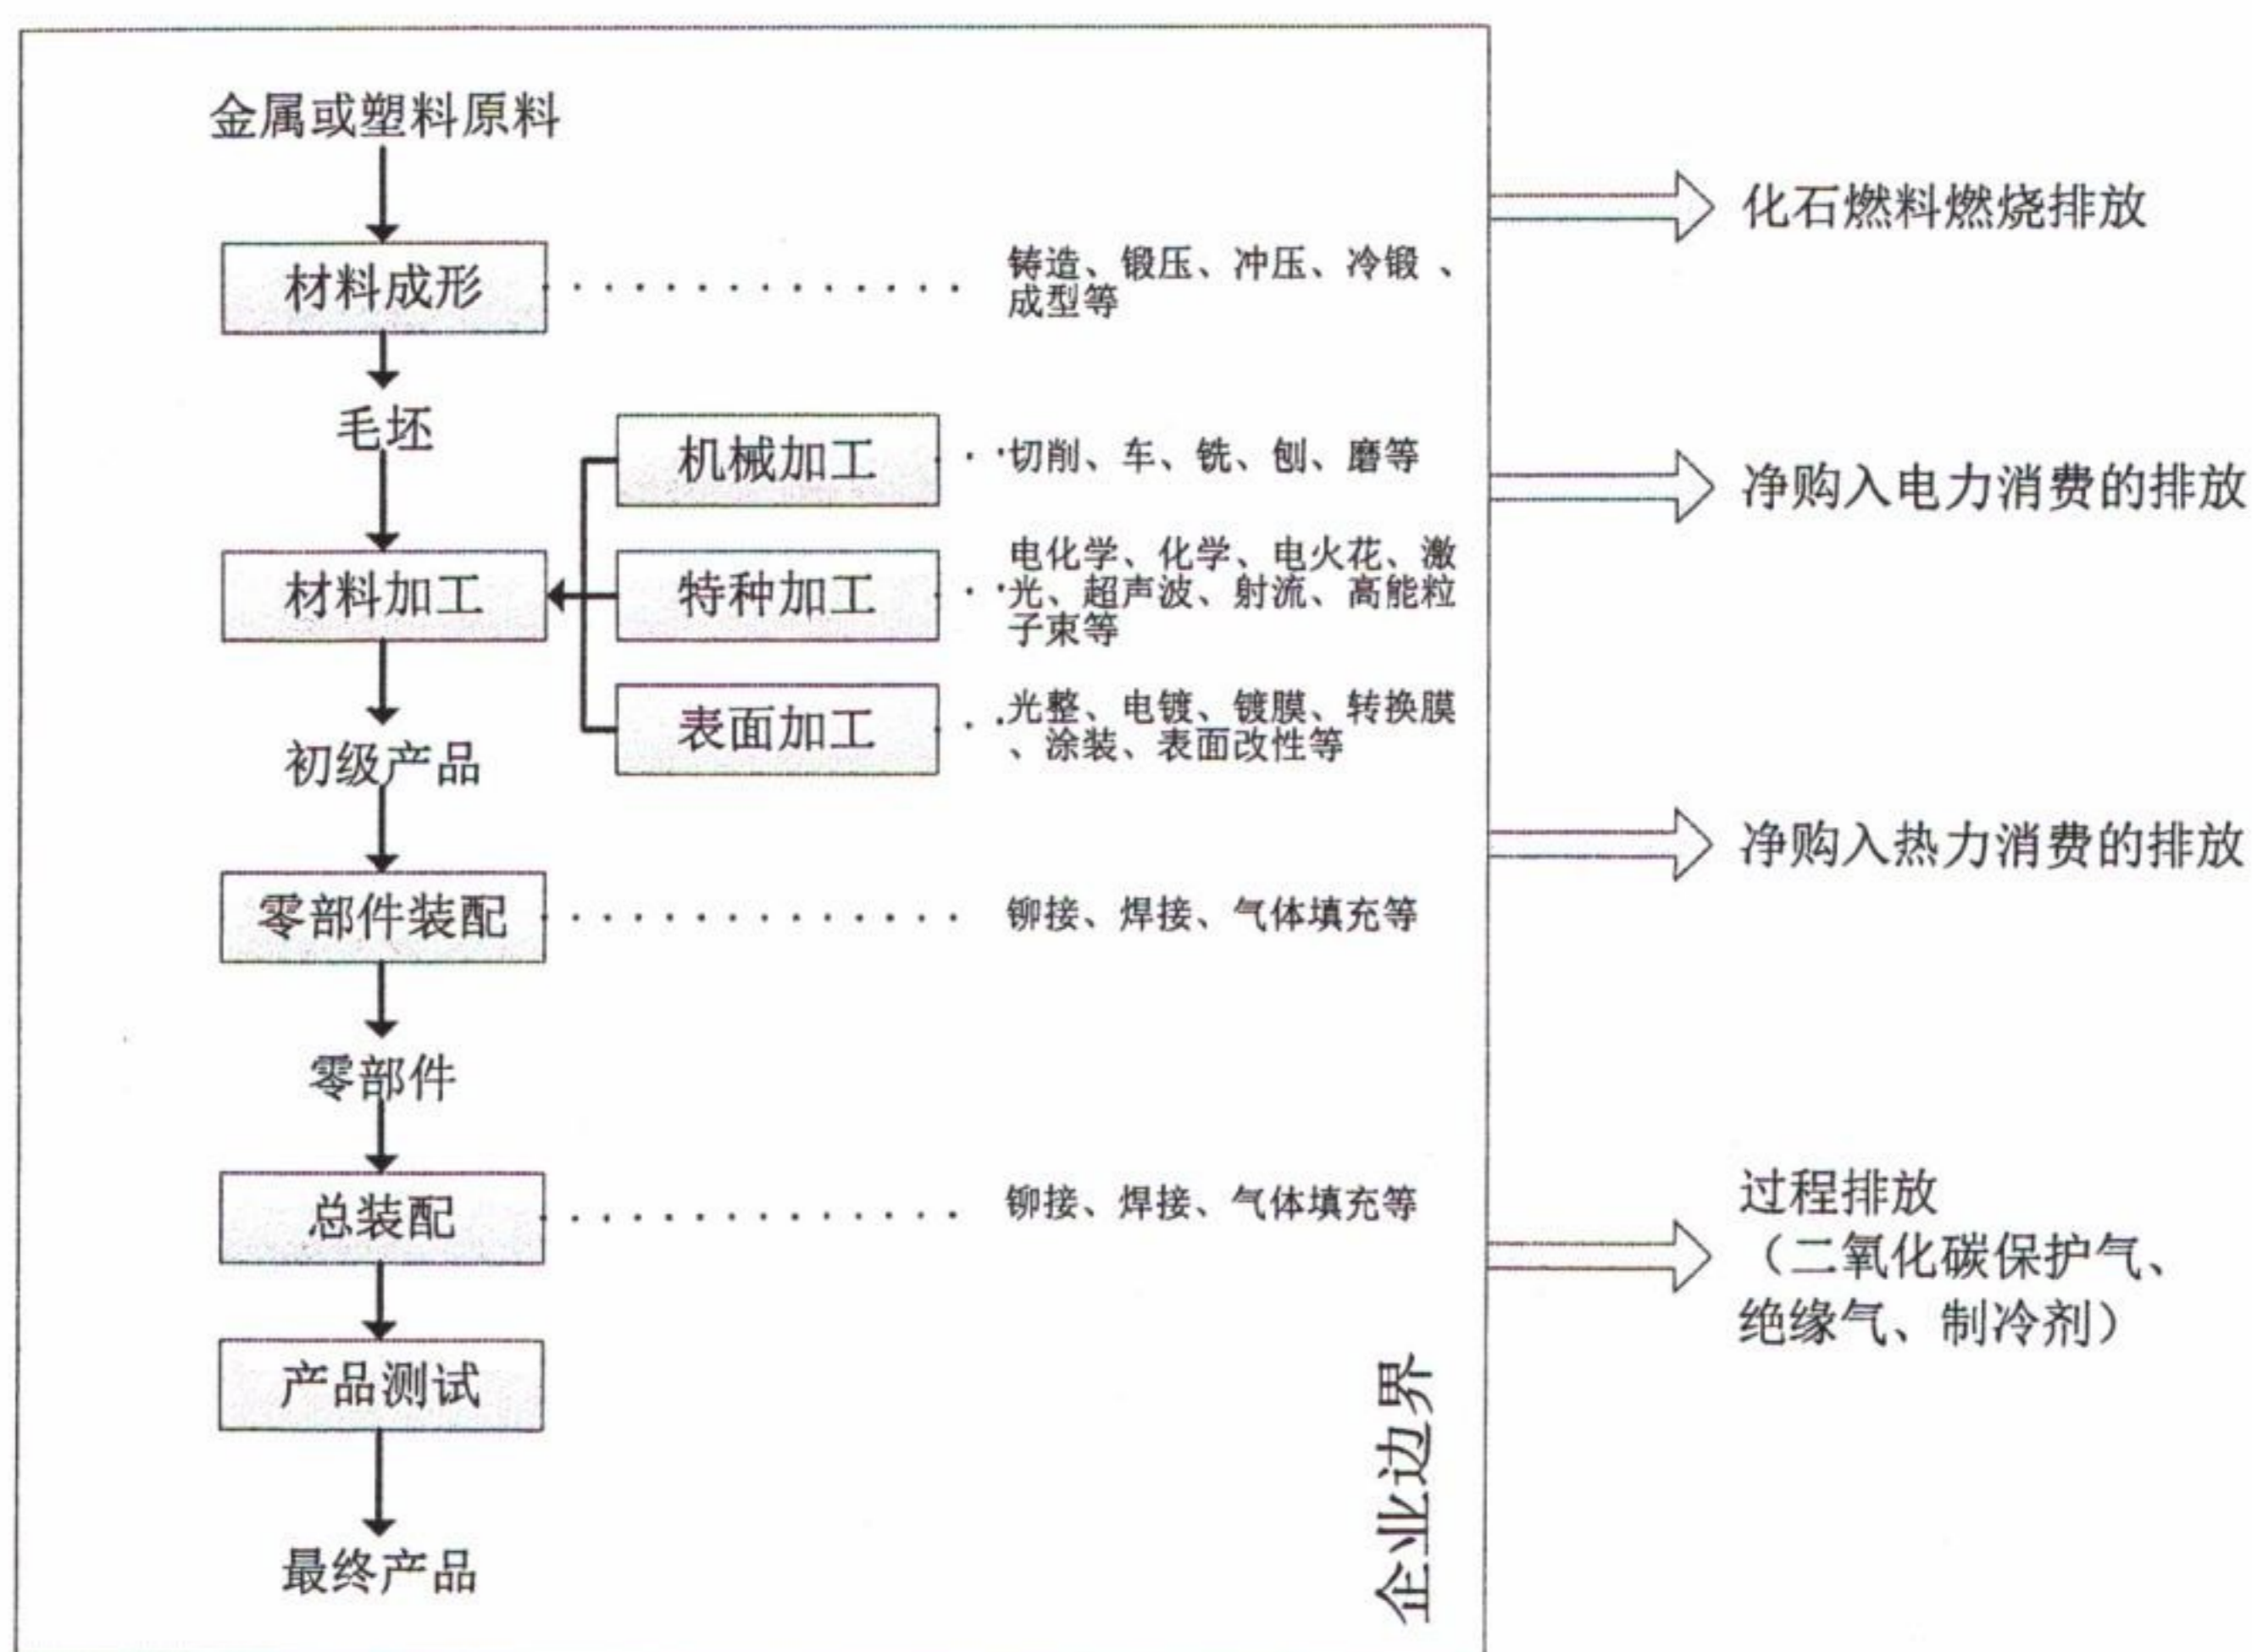 金属或塑料原料
材料成形
铸造、锻压、冲压、冷锻 、
成型等
毛坯
机械加工
切削、车、铣、刨、磨等
材料加工
特种加工
电化学、化学、电火花、激
光、超声波、射流、高能粒
子束等
表面加工
光整、电镀、镀膜、转换膜
、涂装、表面改性等
初级产品
零部件装配
铆接、焊接、气体填充等
零部件
总装配
铆接、焊接、气体填充等
产品测试
最终产品
企业边界
化石燃料燃烧排放
净购入电力消费的排放
净购入热力消费的排放
过程排放
（二氧化碳保护气、
绝缘气、制冷剂）